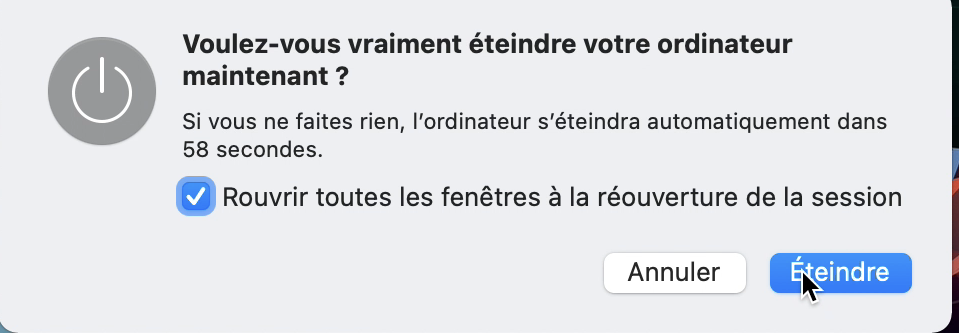 Voulez-vous vraiment éteindre votre ordinateur
maintenant ?
Si vous ne faites rien, l’ordinateur s’éteindra automatiquement dans
58 secondes.
Rouvrir toutes les fenêtres à la réouverture de la session
Annuler
Éteindre